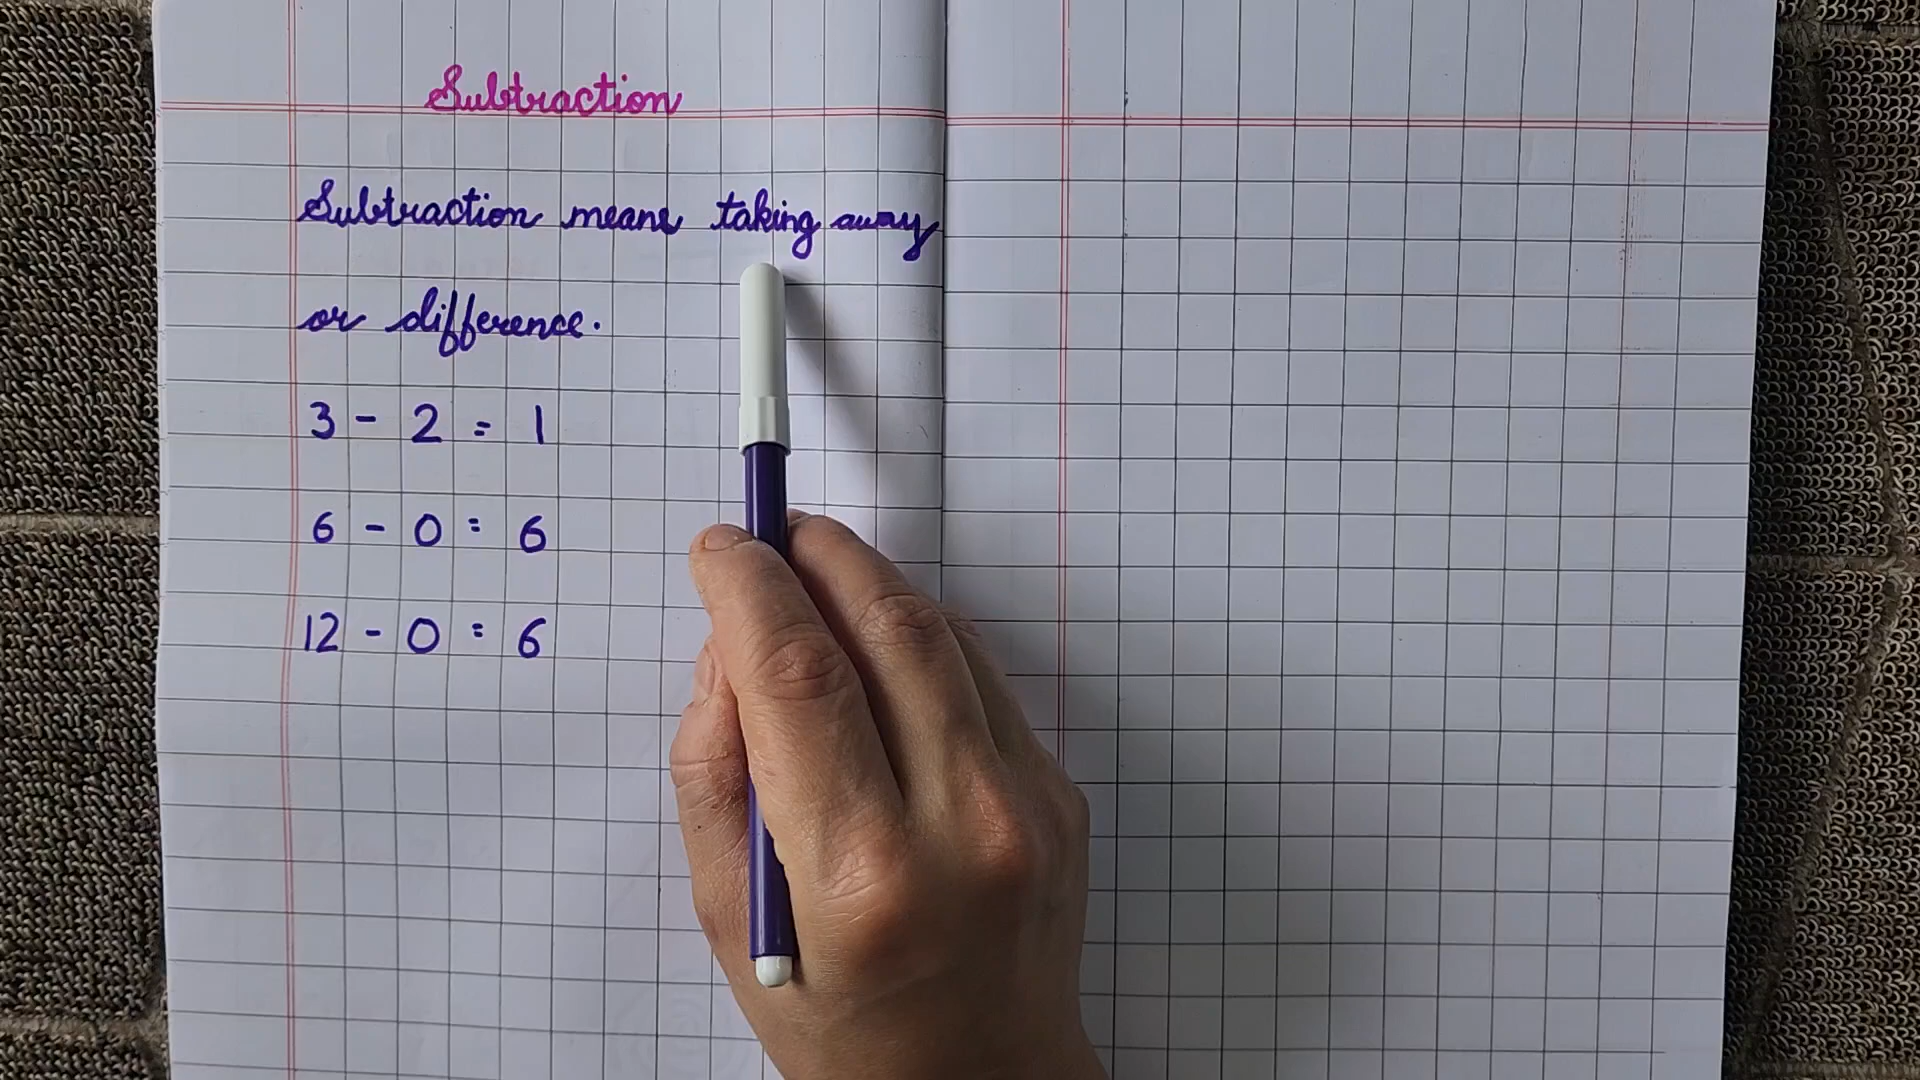 Subtraction
Subtraction means taking away
or difference.
3 - 2 = 1
6 - 0 = 6
12 - 0 = 6